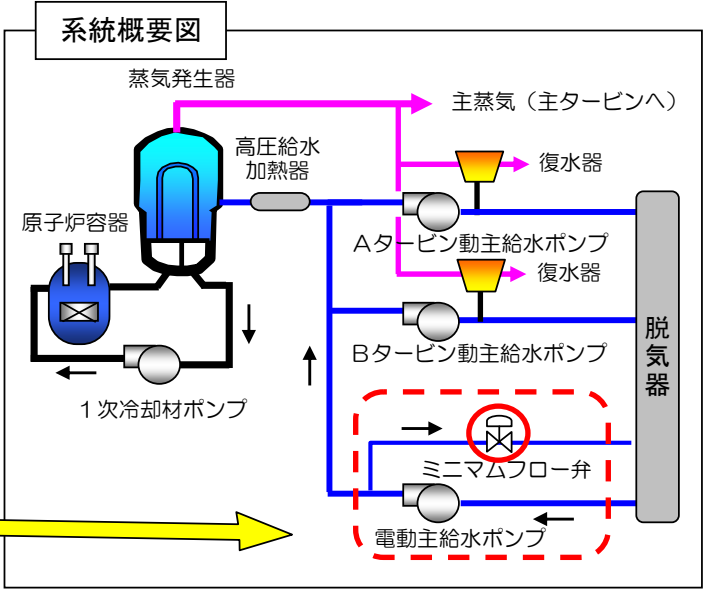 系統概要図
蒸気発生器
主蒸気（主タービンへ）
高圧給水
加熱器
復水器
原子炉容器
Aタービン動主給水ポンプ
復水器
Bタービン動主給水ポンプ
脱気器
1次冷却材ポンプ
ミニマムフロー弁
電動主給水ポンプ